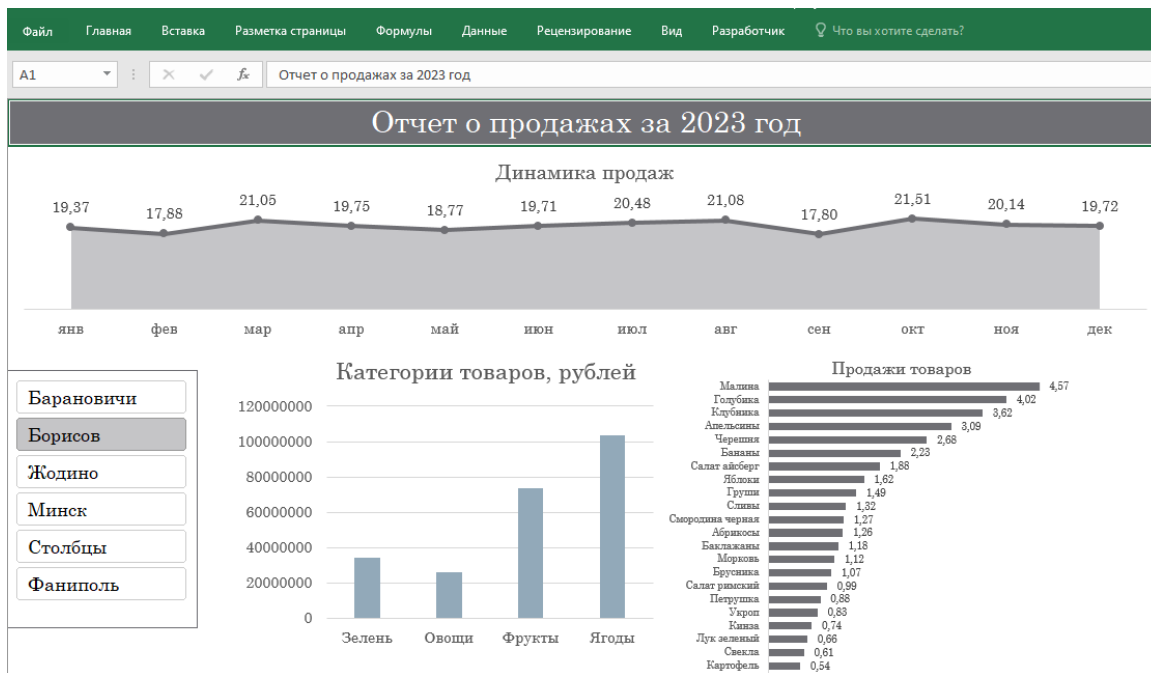 Файл Главная Вставка Разметка страницы Формулы Данные Рецензирование Вид Разработчик Что вы хотите сделать?
A1 fx Отчет о продажах за 2023 год
Отчет о продажах за 2023 год
Динамика продаж
19,37 17,88 21,05 19,75 18,77 19,71 20,48 21,08 17,80 21,51 20,14 19,72
янв фев мар апр май июн июл авг сен окт ноя дек
Барановичи
Борисов
Жодино
Минск
Столбцы
Фаниполь
Категории товаров, рублей
120000000
100000000
80000000
60000000
40000000
20000000
0
Зелень Овощи Фрукты Ягоды
Продажи товаров
Малина 4,57
Голубика 4,02
Клубника 3,62
Апельсины 3,09
Черешня 2,68
Бананы 2,23
Салат айсберг 1,88
Яблоки 1,62
Груши 1,49
Сливы 1,32
Смородина черная 1,27
Абрикосы 1,26
Баклажаны 1,18
Морковь 1,12
Брусника 1,07
Салат римский 0,99
Петрушка 0,88
Укроп 0,83
Кинза 0,74
Лук зеленый 0,66
Свекла 0,61
Картофель 0,54